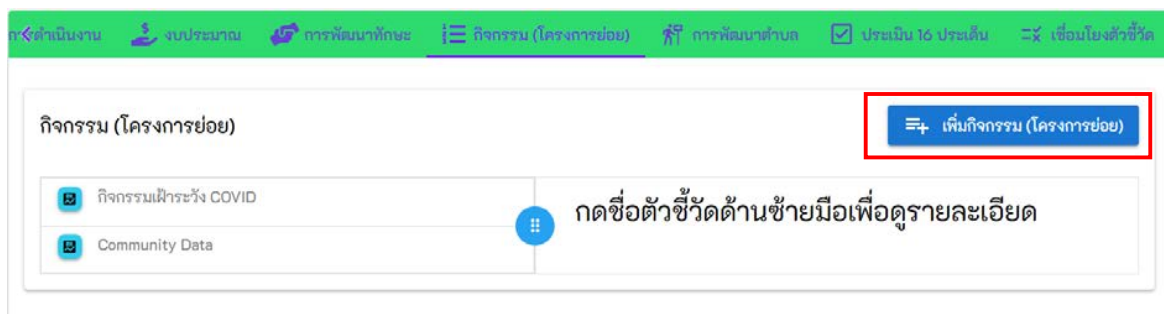 การดำเนินงาน งบประมาณ การพัฒนาทักษะ กิจกรรม (โครงการย่อย) การพัฒนาตำบล ประเมิน 16 ประเด็น เชื่อมโยงตัวชี้วัด
กิจกรรม (โครงการย่อย) เพิ่มกิจกรรม (โครงการย่อย)
กิจกรรมเฝ้าระวัง COVID
กดชื่อตัวชี้วัดด้านซ้ายมือเพื่อดูรายละเอียด
Community Data